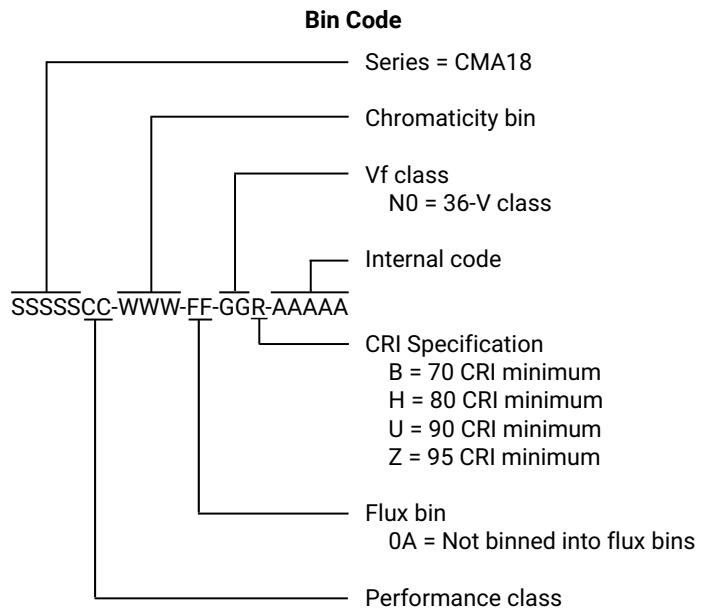 Bin Code
Series = CMA18
Chromaticity bin
Vf class
N0 = 36-V class
Internal code
SSSSSCC-WWW-FF-GGR-AAAAA
CRI Specification
B = 70 CRI minimum
H = 80 CRI minimum
U = 90 CRI minimum
Z = 95 CRI minimum
Flux bin
0A = Not binned into flux bins
Performance class